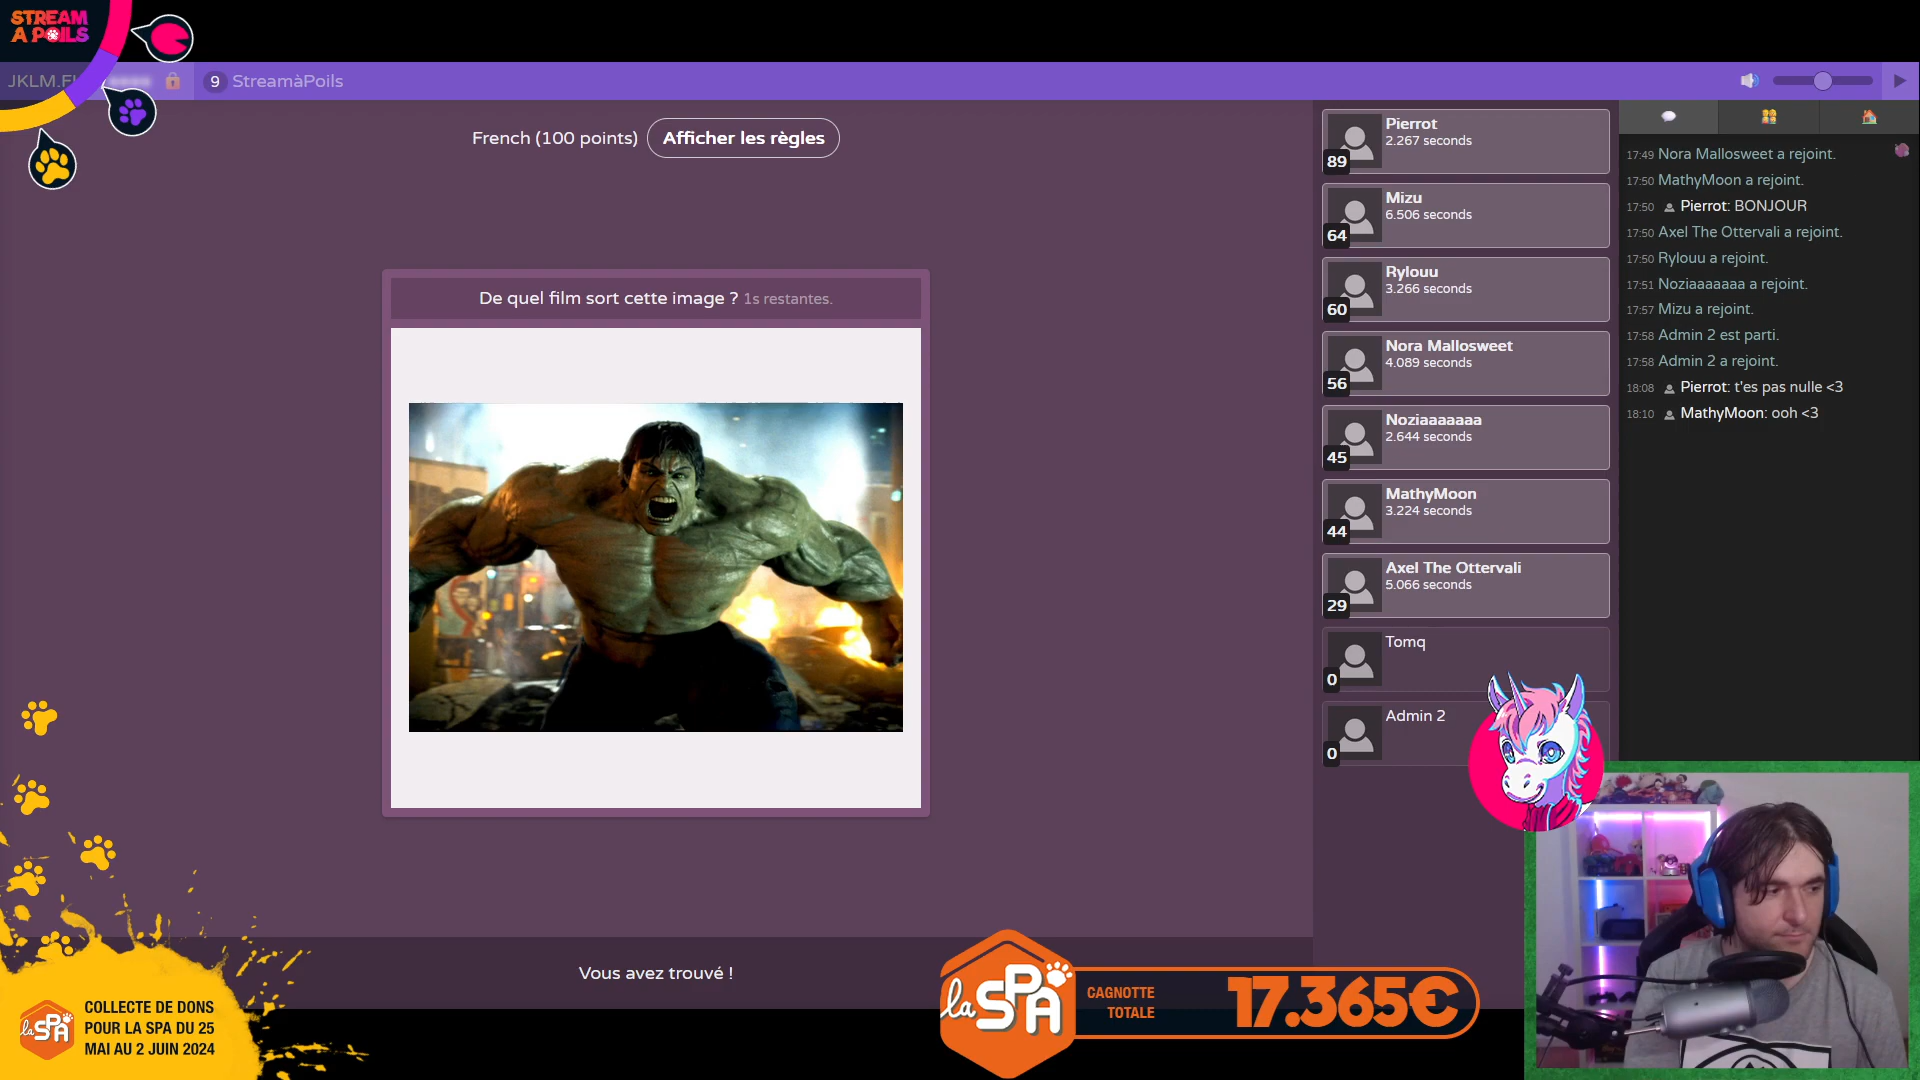 STREAM
A POILS
JKLM.F
9 StreamàPoils
French (100 points) Afficher les règles
De quel film sort cette image ? 1s restantes.
Vous avez trouvé !
Pierrot
2.267 seconds
89
Mizu
6.506 seconds
64
Rylouu
3.266 seconds
60
Nora Mallosweet
4.089 seconds
56
Noziaaaaaaa
2.644 seconds
45
MathyMoon
3.224 seconds
44
Axel The Ottervali
5.066 seconds
29
Tomq
0
Admin 2
0
17:49 Nora Mallosweet a rejoint.
17:50 MathyMoon a rejoint.
17:50 Pierrot: BONJOUR
17:50 Axel The Ottervali a rejoint.
17:50 Rylouu a rejoint.
17:51 Noziaaaaaaa a rejoint.
17:57 Mizu a rejoint.
17:58 Admin 2 est parti.
17:58 Admin 2 a rejoint.
18:08 Pierrot: t'es pas nulle <3
18:10 MathyMoon: ooh <3
la SPA
COLLECTE DE DONS
POUR LA SPA DU 25
MAI AU 2 JUIN 2024
la SPA
CAGNOTTE
TOTALE
17.365€